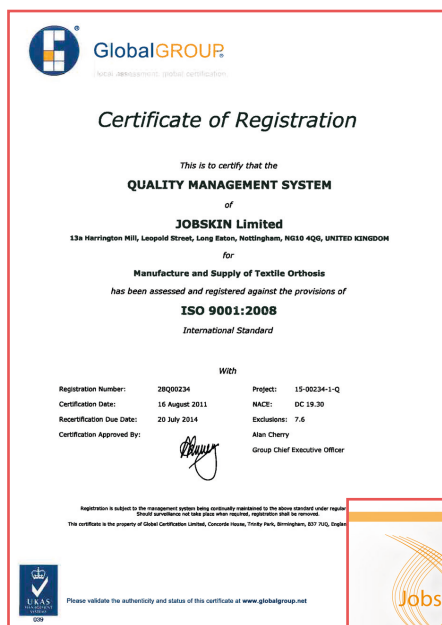 GlobalGROUP
global assessment, global certification.
Certificate of Registration
This is to certify that the
QUALITY MANAGEMENT SYSTEM
of
JOBSKIN Limited
13a Harrington Mill, Leopold Street, Long Eaton, Nottingham, NG10 4QG, UNITED KINGDOM
for
Manufacture and Supply of Textile Orthosis
has been assessed and registered against the provisions of
ISO 9001:2008
International Standard
With
Registration Number: 2BQ00234 Project: 15-00234-1-Q
Certification Date: 16 August 2011 NACE: DC 19.30
Recertification Due Date: 20 July 2014 Exclusions: 7.6
Certification Approved By: Alan Cherry
Group Chief Executive Officer
Registration is subject to the management system being continually maintained to the above standard under regular
Should surveillance not take place when required, registration shall be removed.
This certificate is the property of Global Certification Limited, Concorde House, Trinity Park, Birmingham, B37 7UQ, Englan
UKAS
MANAGEMENT
SYSTEMS
039
Please validate the authenticity and status of this certificate at www.globalgroup.net
Jobs